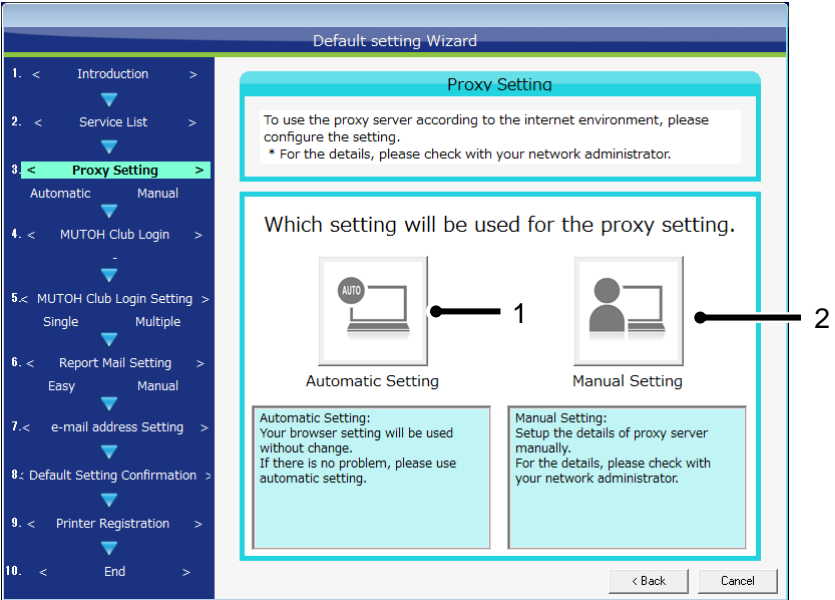 Default setting Wizard
1. < Introduction >
2. < Service List >
3. < Proxy Setting >
Automatic Manual
4. < MUTOH Club Login >
-
5.< MUTOH Club Login Setting >
Single Multiple
6. < Report Mail Setting >
Easy Manual
7.< e-mail address Setting >
8.< Default Setting Confirmation >
9. < Printer Registration >
10. < End >
Proxy Setting
To use the proxy server according to the internet environment, please
configure the setting.
* For the details, please check with your network administrator.
Which setting will be used for the proxy setting.
AUTO
1
2
Automatic Setting
Manual Setting
Automatic Setting:
Your browser setting will be used
without change.
If there is no problem, please use
automatic setting.
Manual Setting:
Setup the details of proxy server
manually.
For the details, please check with
your network administrator.
< Back
Cancel